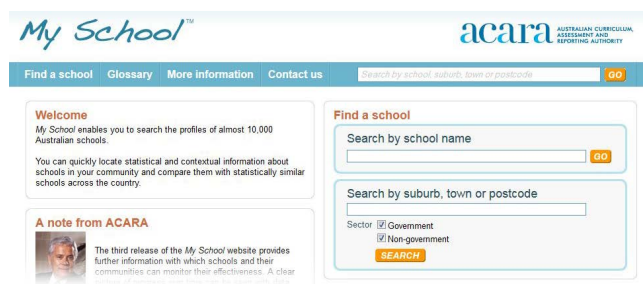 My School™
acara AUSTRALIAN CURRICULUM,
ASSESSMENT AND
REPORTING AUTHORITY
Find a school Glossary More information Contact us Search by school, suburb, town or postcode GO
Welcome
My School enables you to search the profiles of almost 10,000
Australian schools.
You can quickly locate statistical and contextual information about
schools in your community and compare them with statistically similar
schools across the country.
A note from ACARA
The third release of the My School website provides
further information with which schools and their
communities can monitor their effectiveness. A clear
Find a school
Search by school name
GO
Search by suburb, town or postcode
Sector Government
Non-government
SEARCH